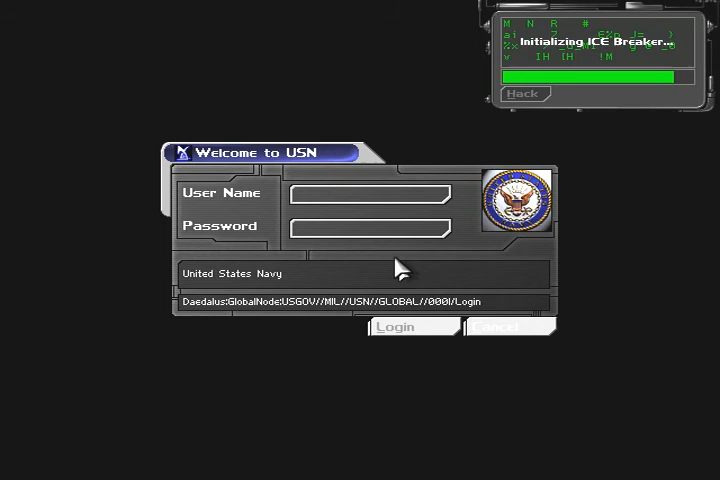 M N R #
Initializing ICE Breaker...
Hack
Welcome to USN
User Name
Password
United States Navy
Daedalus:GlobalNode:USGOV//MIL//USN//GLOBAL//0001/Login
Login
Cancel